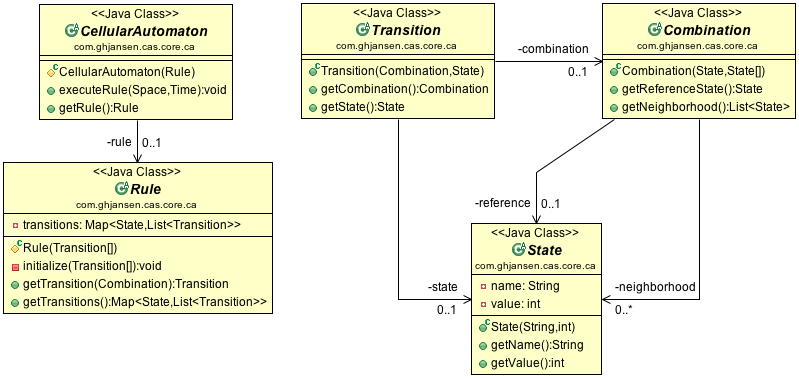 <<Java Class>>
CellularAutomaton
com.ghjansen.cas.core.ca
CellularAutomaton(Rule)
executeRule(Space,Time):void
getRule():Rule
-rule
0..1
<<Java Class>>
Rule
com.ghjansen.cas.core.ca
transitions: Map<State,List<Transition>>
Rule(Transition[])
initialize(Transition[]):void
getTransition(Combination):Transition
getTransitions():Map<State,List<Transition>>
<<Java Class>>
Transition
com.ghjansen.cas.core.ca
Transition(Combination,State)
getCombination():Combination
getState():State
-combination
0..1
<<Java Class>>
Combination
com.ghjansen.cas.core.ca
Combination(State,State[])
getReferenceState():State
getNeighborhood():List<State>
-reference
0..1
-state
0..1
-neighborhood
0..*
<<Java Class>>
State
com.ghjansen.cas.core.ca
name: String
value: int
State(String,int)
getName():String
getValue():int